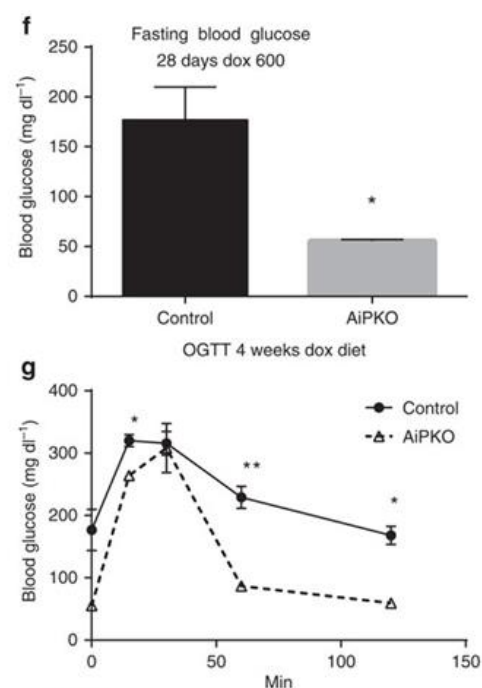 f
Fasting blood glucose
28 days dox 600
Blood glucose (mg dl⁻¹)
250
200
150
100
50
0
*
Control
AiPKO
g
OGTT 4 weeks dox diet
Blood glucose (mg dl⁻¹)
400
300
200
100
0
*
**
*
Control
AiPKO
0
50
100
150
Min